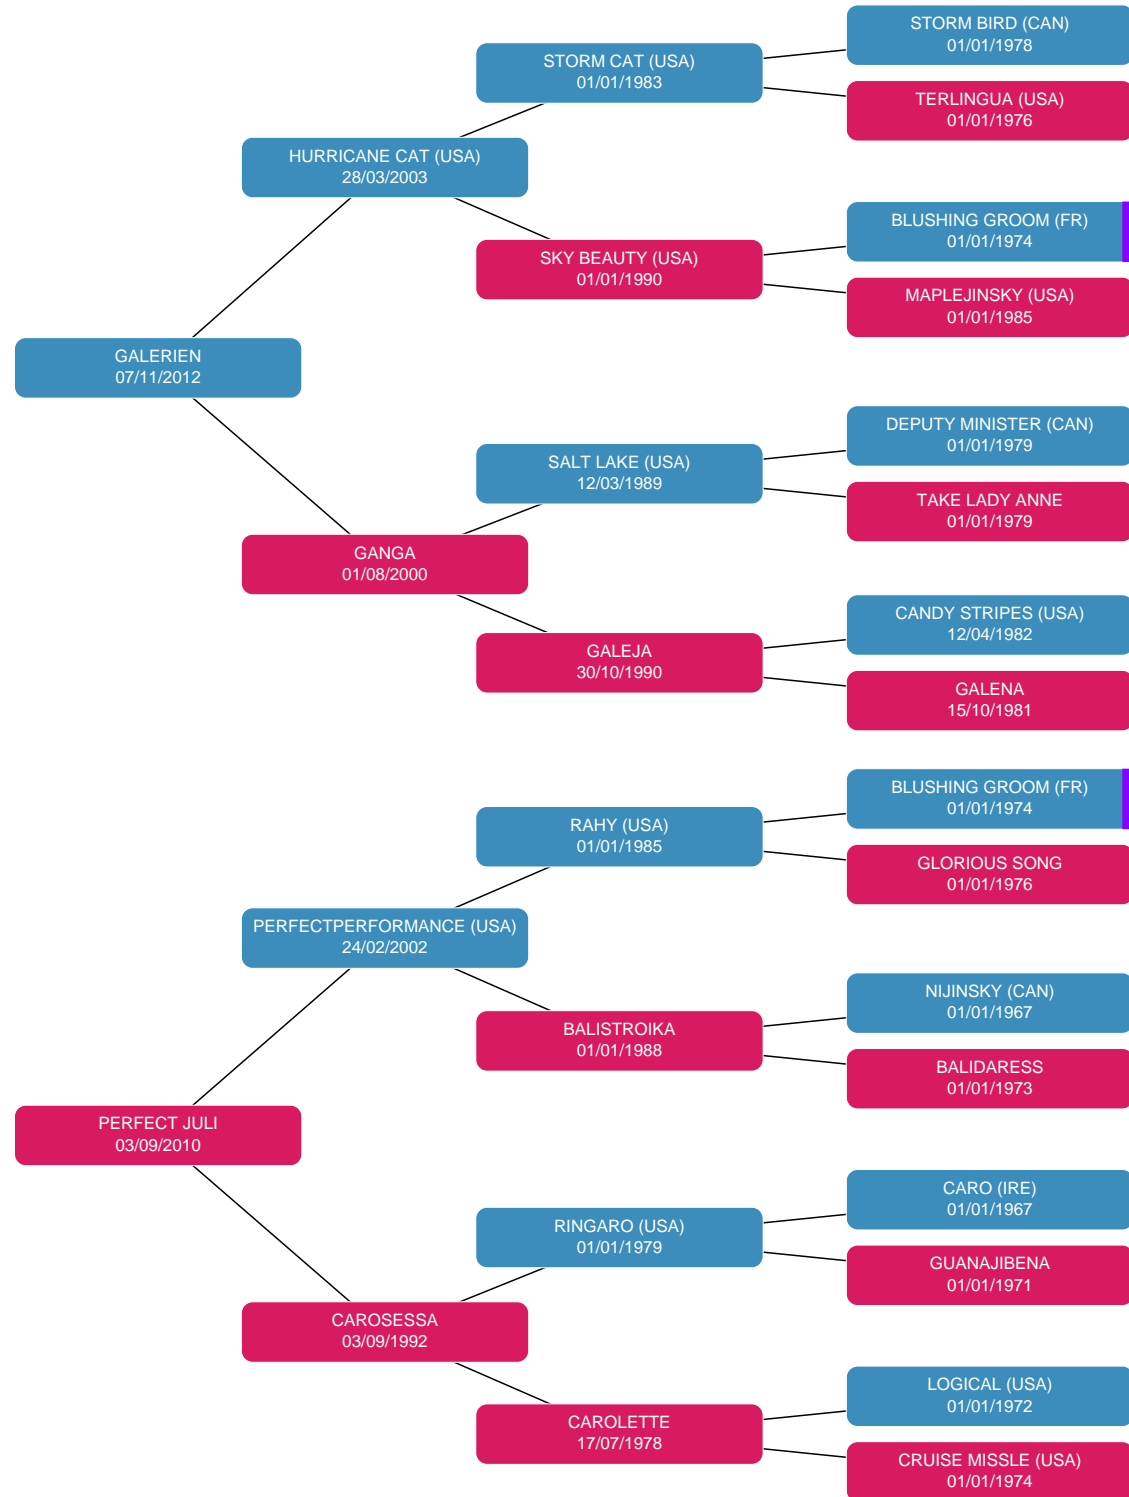 STORM BIRD (CAN)
01/01/1978
STORM CAT (USA)
01/01/1983
TERLINGUA (USA)
01/01/1976
HURRICANE CAT (USA)
28/03/2003
BLUSHING GROOM (FR)
01/01/1974
SKY BEAUTY (USA)
01/01/1990
MAPLEJINSKY (USA)
01/01/1985
GALERIEN
07/11/2012
DEPUTY MINISTER (CAN)
01/01/1979
SALT LAKE (USA)
12/03/1989
TAKE LADY ANNE
01/01/1979
GANGA
01/08/2000
CANDY STRIPES (USA)
12/04/1982
GALEJA
30/10/1990
GALENA
15/10/1981
BLUSHING GROOM (FR)
01/01/1974
RAHY (USA)
01/01/1985
GLORIOUS SONG
01/01/1976
PERFECTPERFORMANCE (USA)
24/02/2002
NIJINSKY (CAN)
01/01/1967
BALISTROIKA
01/01/1988
BALIDARESS
01/01/1973
PERFECT JULI
03/09/2010
CARO (IRE)
01/01/1967
RINGARO (USA)
01/01/1979
GUANAJIBENA
01/01/1971
CAROSESSA
03/09/1992
LOGICAL (USA)
01/01/1972
CAROLETTE
17/07/1978
CRUISE MISSLE (USA)
01/01/1974